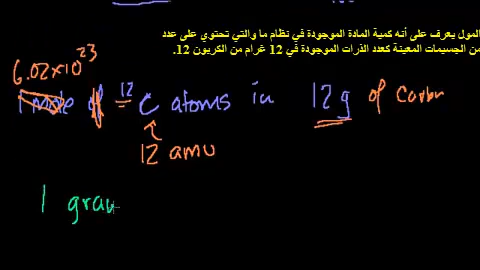 المول يعرف على أنه كمية المادة الموجودة في نظام ما والتي تحتوي على عدد
من الجسيمات المعينة كعدد الذرات الموجودة في 12 غرام من الكربون 12.
6.02×10²³
1 mole of ¹²C atoms in 12g of Carbon
12 amu
1 gram